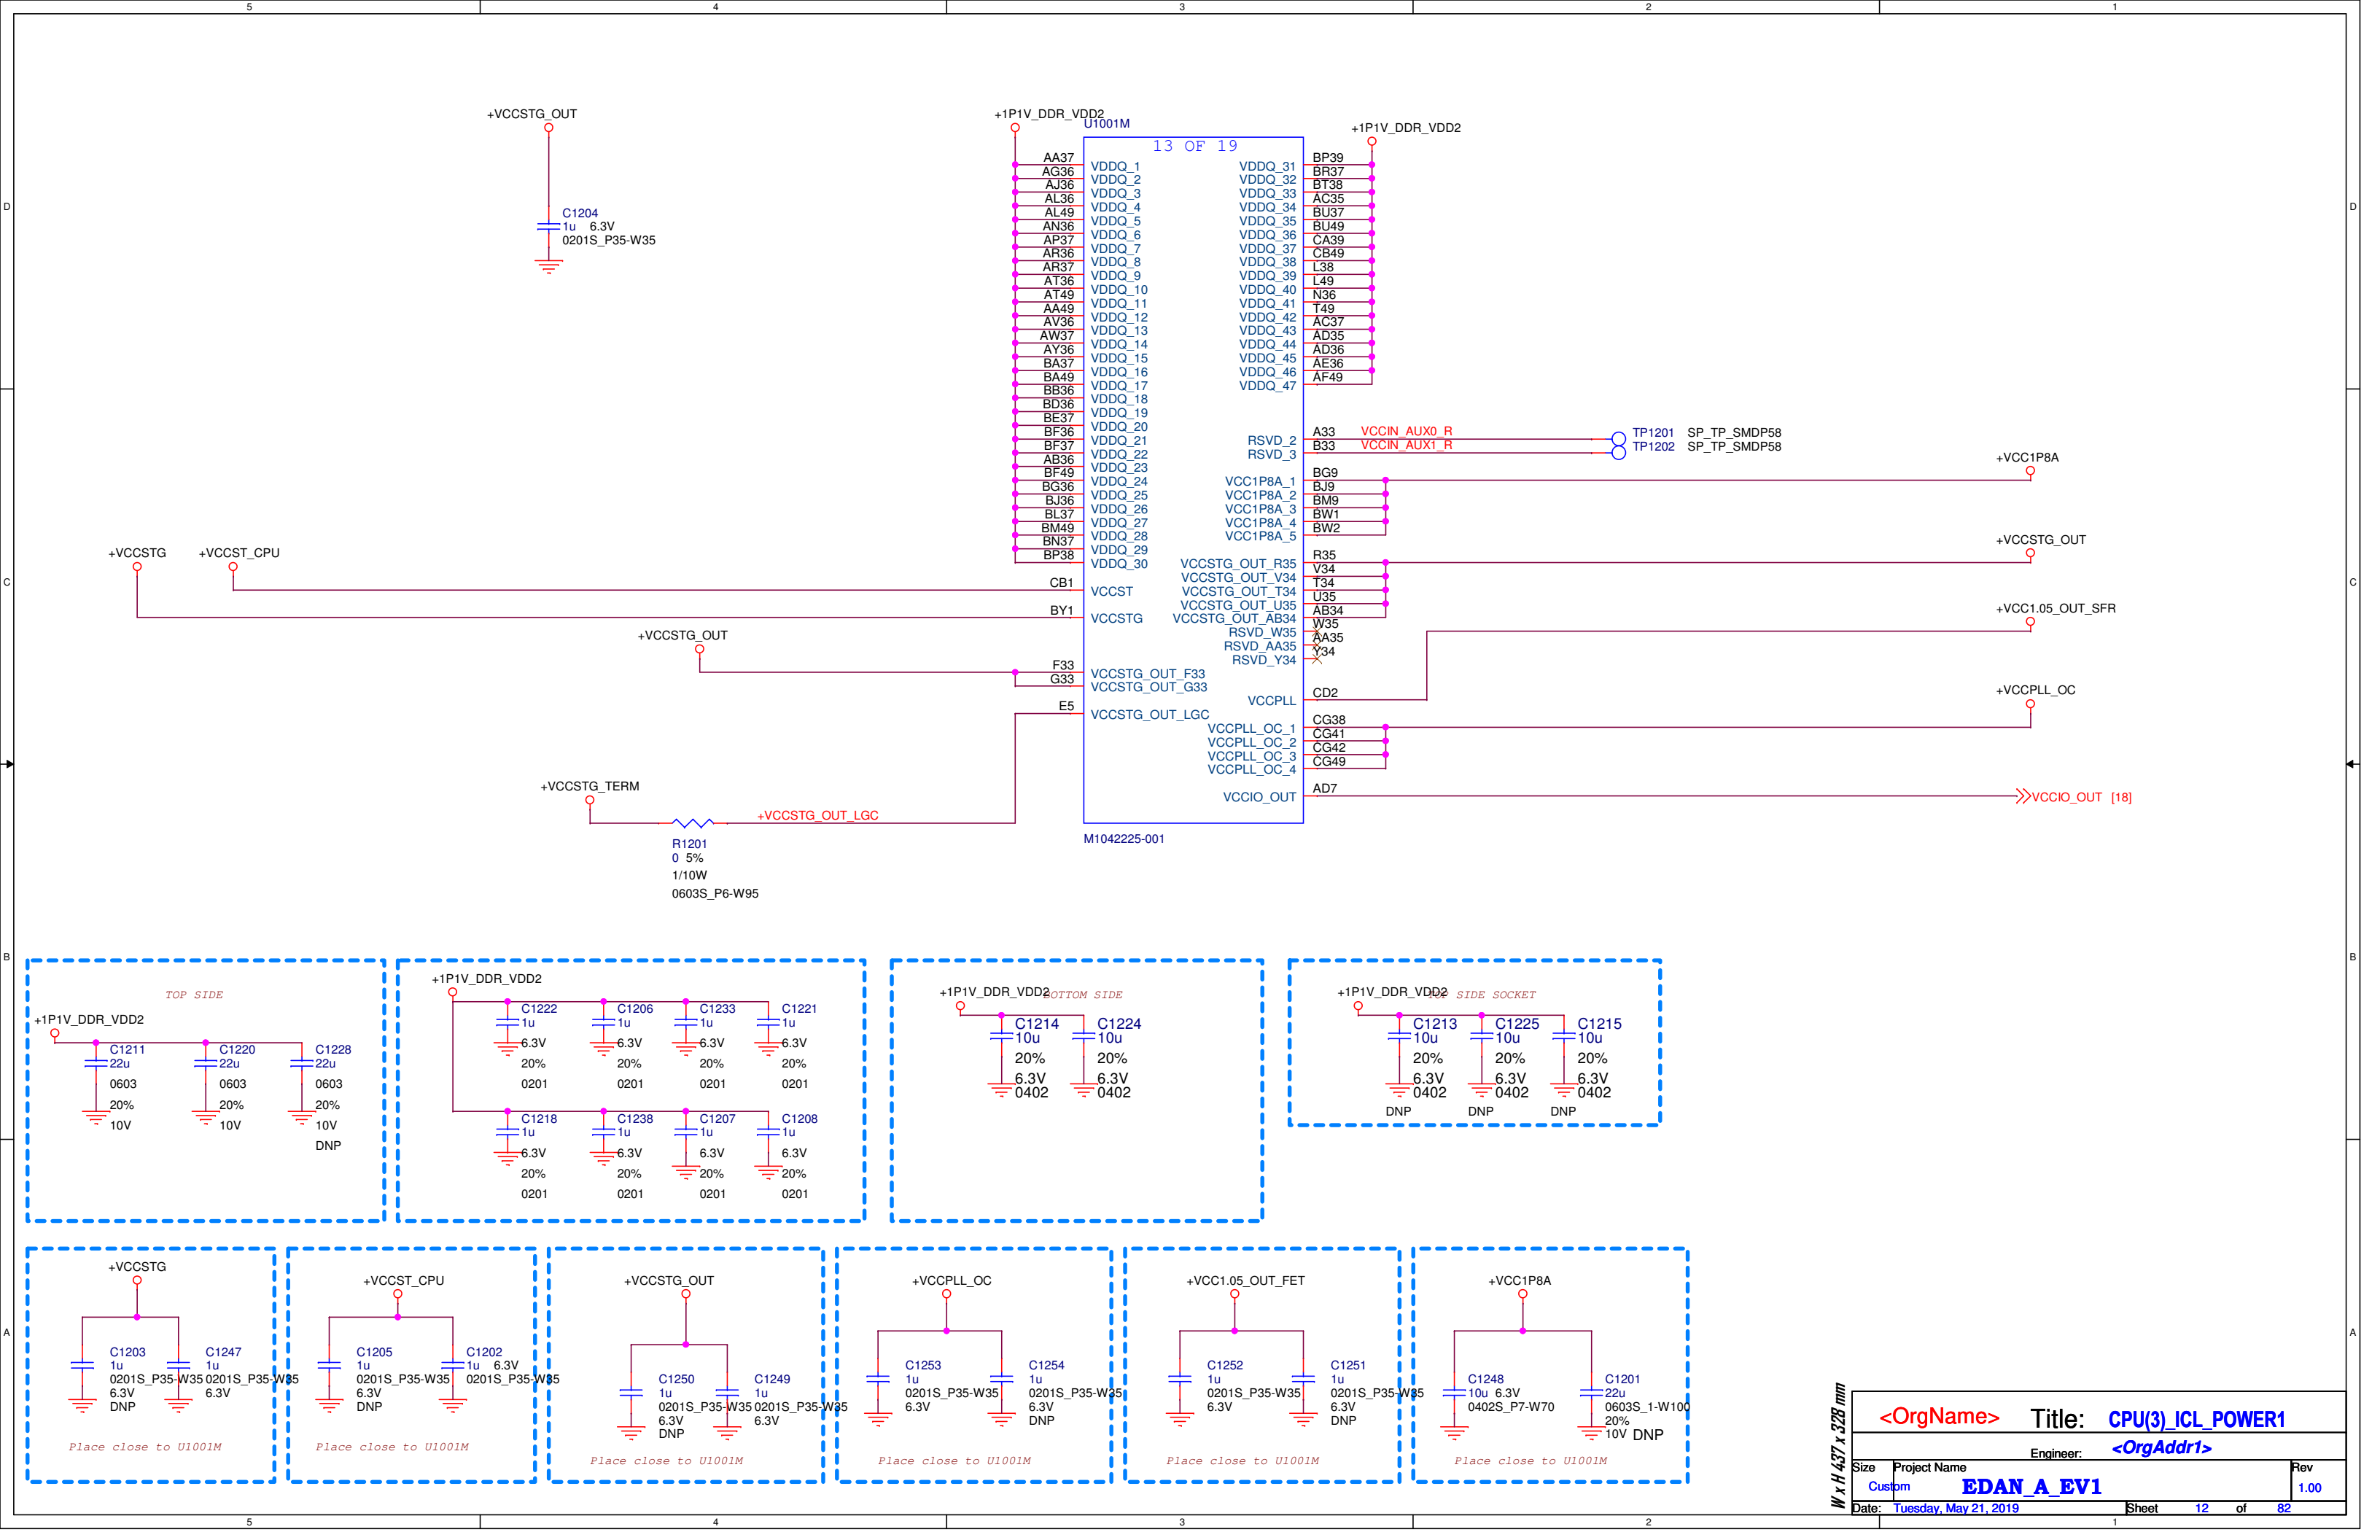 5 4 3 2 1
D
C
B
A
+VCCSTG_OUT
C1204
1u 6.3V
0201S_P35-W35
+1P1V_DDR_VDD2
U1001M
+1P1V_DDR_VDD2
13 OF 19
AA37 VDDQ_1
AG36 VDDQ_2
AJ36 VDDQ_3
AL36 VDDQ_4
AL49 VDDQ_5
AN36 VDDQ_6
AP37 VDDQ_7
AR36 VDDQ_8
AR37 VDDQ_9
AT36 VDDQ_10
AT49 VDDQ_11
AA49 VDDQ_12
AV36 VDDQ_13
AW37 VDDQ_14
AY36 VDDQ_15
BA37 VDDQ_16
BA49 VDDQ_17
BB36 VDDQ_18
BD36 VDDQ_19
BE37 VDDQ_20
BF36 VDDQ_21
BF37 VDDQ_22
AB36 VDDQ_23
BF49 VDDQ_24
BG36 VDDQ_25
BJ36 VDDQ_26
BL37 VDDQ_27
BM49 VDDQ_28
BN37 VDDQ_29
BP38 VDDQ_30
+VCCSTG
+VCCST_CPU
CB1 VCCST
BY1 VCCSTG
+VCCSTG_OUT
F33 VCCSTG_OUT_F33
G33 VCCSTG_OUT_G33
E5 VCCSTG_OUT_LGC
+VCCSTG_TERM
+VCCSTG_OUT_LGC
R1201
0 5%
1/10W
0603S_P6-W95
VDDQ_31 BP39
VDDQ_32 BR37
VDDQ_33 BT38
VDDQ_34 AC35
VDDQ_35 BU37
VDDQ_36 BU49
VDDQ_37 CA39
VDDQ_38 CB49
VDDQ_39 L38
VDDQ_40 L49
VDDQ_41 N36
VDDQ_42 T49
VDDQ_43 AC37
VDDQ_44 AD35
VDDQ_45 AD36
VDDQ_46 AE36
VDDQ_47 AF49
RSVD_2 A33 VCCIN_AUX0_R TP1201 SP_TP_SMDP58
RSVD_3 B33 VCCIN_AUX1_R TP1202 SP_TP_SMDP58
+VCC1P8A
VCC1P8A_1 BG9
VCC1P8A_2 BJ9
VCC1P8A_3 BM9
VCC1P8A_4 BW1
VCC1P8A_5 BW2
+VCCSTG_OUT
VCCSTG_OUT_R35 R35
VCCSTG_OUT_V34 V34
VCCSTG_OUT_T34 T34
VCCSTG_OUT_U35 U35
VCCSTG_OUT_AB34 AB34
+VCC1.05_OUT_SFR
RSVD_W35 W35
RSVD_AA35 AA35
RSVD_Y34 Y34
VCCPLL CD2
+VCCPLL_OC
VCCPLL_OC_1 CG38
VCCPLL_OC_2 CG41
VCCPLL_OC_3 CG42
VCCPLL_OC_4 CG49
VCCIO_OUT AD7 VCCIO_OUT [18]
M1042225-001
TOP SIDE
+1P1V_DDR_VDD2
C1211 C1220 C1228
22u 22u 22u
0603 0603 0603
20% 20% 20%
10V 10V 10V
DNP
+1P1V_DDR_VDD2
C1222 C1206 C1233 C1221
1u 1u 1u 1u
6.3V 6.3V 6.3V 6.3V
20% 20% 20% 20%
0201 0201 0201 0201
C1218 C1238 C1207 C1208
1u 1u 1u 1u
6.3V 6.3V 6.3V 6.3V
20% 20% 20% 20%
0201 0201 0201 0201
+1P1V_DDR_VDD2 BOTTOM SIDE
C1214 C1224
10u 10u
20% 20%
6.3V 6.3V
0402 0402
+1P1V_DDR_VDD2 TOP SIDE SOCKET
C1213 C1225 C1215
10u 10u 10u
20% 20% 20%
6.3V 6.3V 6.3V
0402 0402 0402
DNP DNP DNP
+VCCSTG
C1203 C1247
1u 1u
0201S_P35-W35 0201S_P35-W35
6.3V 6.3V
DNP
Place close to U1001M
+VCCST_CPU
C1205 C1202
1u 1u 6.3V
0201S_P35-W35 0201S_P35-W35
6.3V
DNP
Place close to U1001M
+VCCSTG_OUT
C1250 C1249
1u 1u
0201S_P35-W35 0201S_P35-W35
6.3V 6.3V
DNP
Place close to U1001M
+VCCPLL_OC
C1253 C1254
1u 1u
0201S_P35-W35 0201S_P35-W35
6.3V 6.3V
DNP
Place close to U1001M
+VCC1.05_OUT_FET
C1252 C1251
1u 1u
0201S_P35-W35 0201S_P35-W35
6.3V 6.3V
DNP
Place close to U1001M
+VCC1P8A
C1248 C1201
10u 6.3V 22u
0402S_P7-W70 0603S_1-W100
20%
10V DNP
Place close to U1001M
W x H 437 x 328 mm
<OrgName> Title: CPU(3)_ICL_POWER1
Engineer: <OrgAddr1>
Size Project Name Rev
Custom EDAN_A_EV1 1.00
Date: Tuesday, May 21, 2019 Sheet 12 of 82
D
C
B
A
5 4 3 2 1